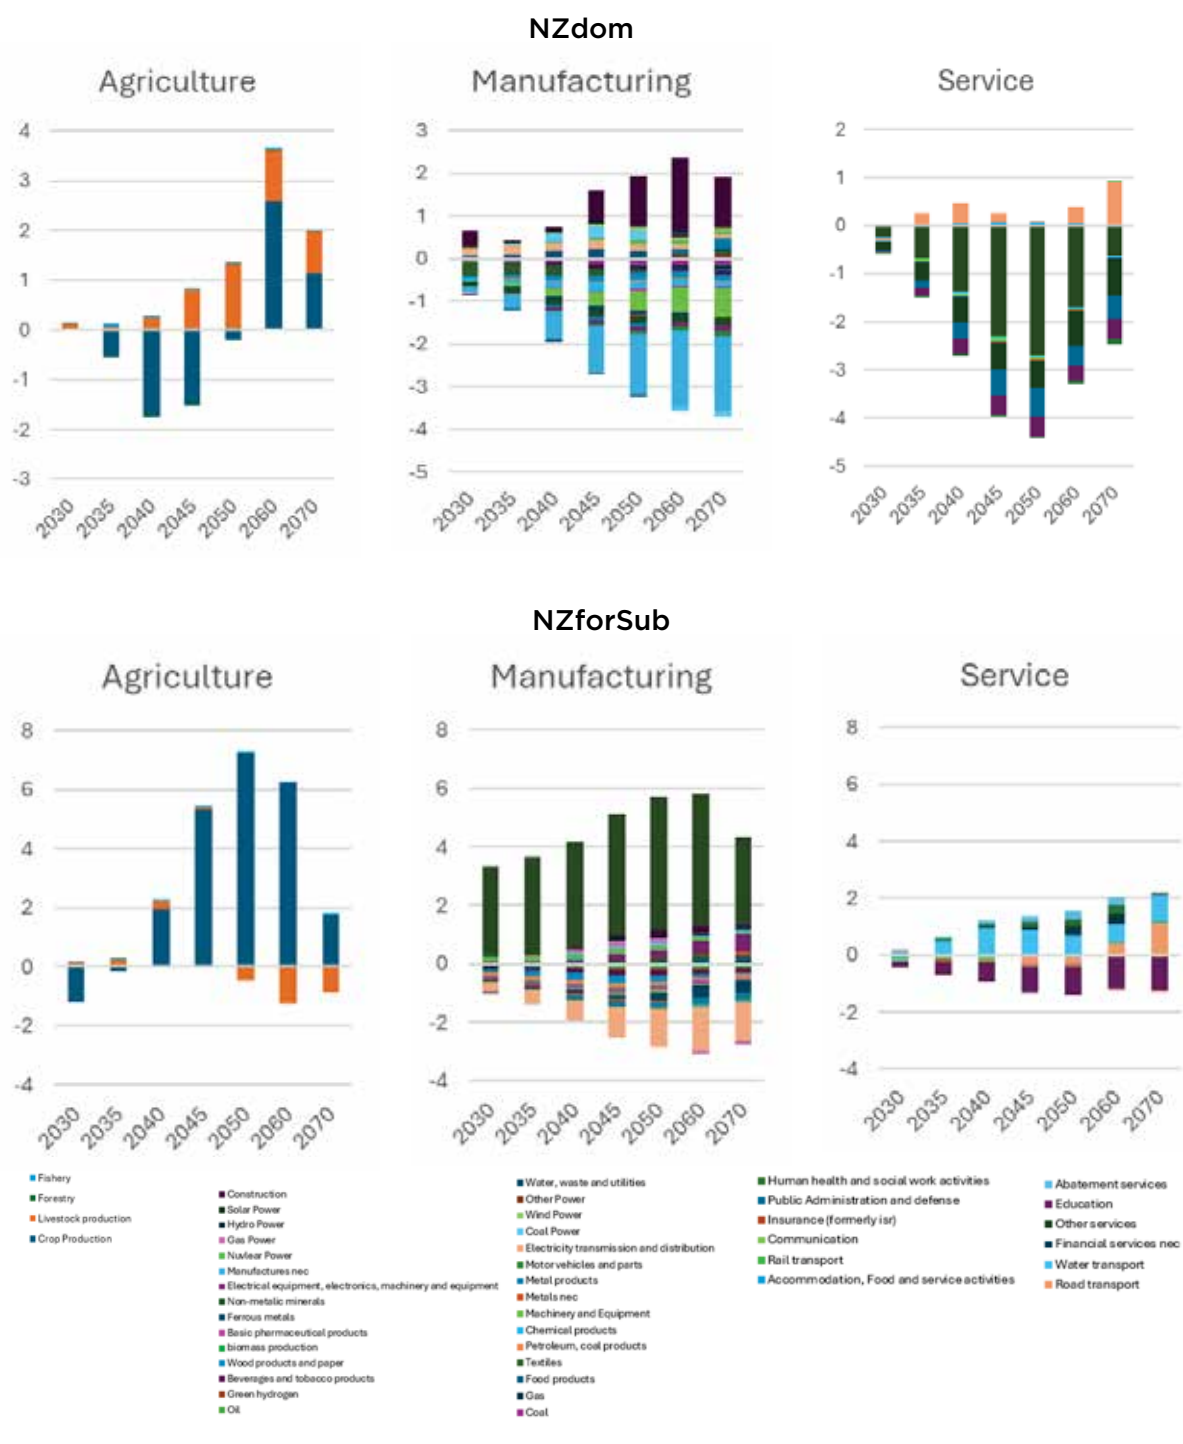 NZdom
Agriculture
Manufacturing
Service
4
3
2
1
0
-1
-2
-3
2030
2035
2040
2045
2050
2060
2070
3
2
1
0
-1
-2
-3
-4
-5
2030
2035
2040
2045
2050
2060
2070
2
1
0
-1
-2
-3
-4
-5
2030
2035
2040
2045
2050
2060
2070
NZforSub
Agriculture
Manufacturing
Service
8
6
4
2
0
-2
-4
2030
2035
2040
2045
2050
2060
2070
8
6
4
2
0
-2
-4
2030
2035
2040
2045
2050
2060
2070
8
6
4
2
0
-2
-4
2030
2035
2040
2045
2050
2060
2070
Fishery
Forestry
Livestock production
Crop Production
Construction
Solar Power
Hydro Power
Gas Power
Nuvlear Power
Manufactures nec
Electrical equipment, electronics, machinery and equipment
Non-metalic minerals
Ferrous metals
Basic pharmaceutical products
biomass production
Wood products and paper
Beverages and tobacco products
Green hydrogen
Oil
Water, waste and utilities
Other Power
Wind Power
Coal Power
Electricity transmission and distribution
Motor vehicles and parts
Metal products
Metals nec
Machinery and Equipment
Chemical products
Petroleum, coal products
Textiles
Food products
Gas
Coal
Human health and social work activities
Public Administration and defense
Insurance (formerly isr)
Communication
Rail transport
Accommodation, Food and service activities
Abatement services
Education
Other services
Financial services nec
Water transport
Road transport